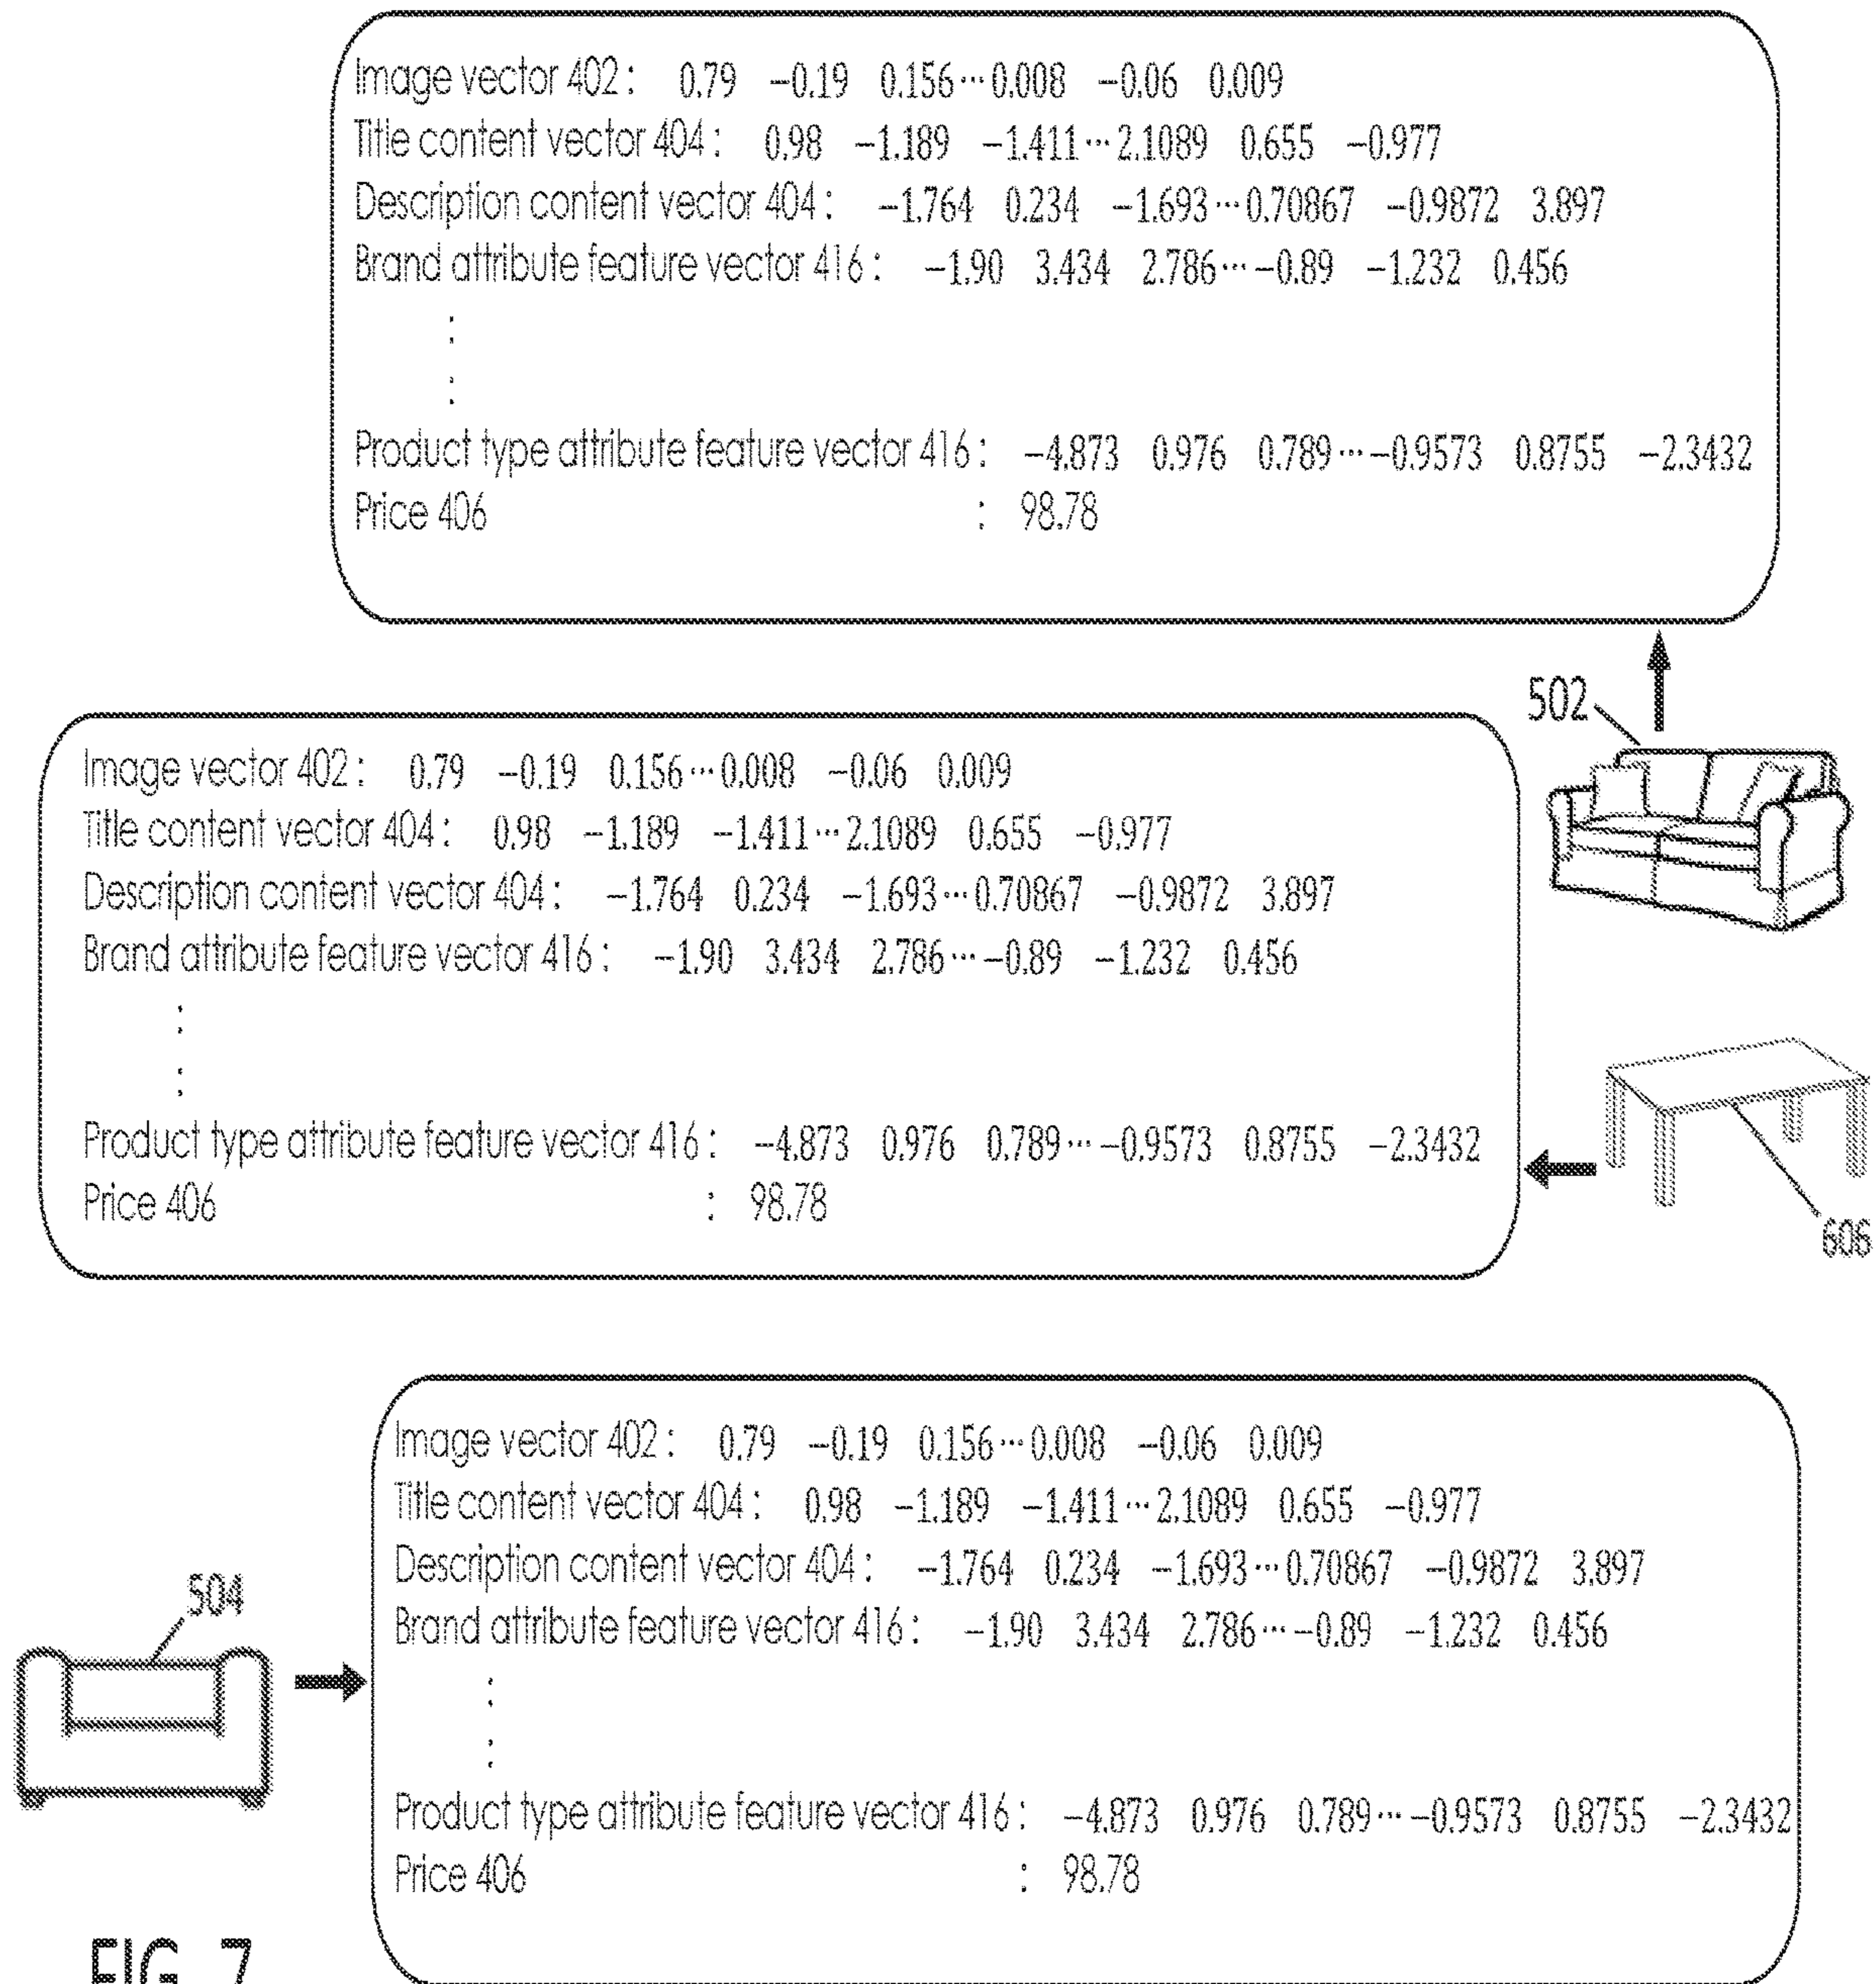 Image vector 402 : 0.79 −0.19 0.156 ··· 0.008 −0.06 0.009
Title content vector 404 : 0.98 −1.189 −1.411 ··· 2.1089 0.655 −0.977
Description content vector 404 : −1.764 0.234 −1.693 ··· 0.70867 −0.9872 3.897
Brand attribute feature vector 416 : −1.90 3.434 2.786 ··· −0.89 −1.232 0.456
:
:
Product type attribute feature vector 416 : −4.873 0.976 0.789 ··· −0.9573 0.8755 −2.3432
Price 406 : 98.78
502
Image vector 402 : 0.79 −0.19 0.156 ··· 0.008 −0.06 0.009
Title content vector 404 : 0.98 −1.189 −1.411 ··· 2.1089 0.655 −0.977
Description content vector 404 : −1.764 0.234 −1.693 ··· 0.70867 −0.9872 3.897
Brand attribute feature vector 416 : −1.90 3.434 2.786 ··· −0.89 −1.232 0.456
:
:
Product type attribute feature vector 416 : −4.873 0.976 0.789 ··· −0.9573 0.8755 −2.3432
Price 406 : 98.78
606
Image vector 402 : 0.79 −0.19 0.156 ··· 0.008 −0.06 0.009
Title content vector 404 : 0.98 −1.189 −1.411 ··· 2.1089 0.655 −0.977
Description content vector 404 : −1.764 0.234 −1.693 ··· 0.70867 −0.9872 3.897
504
Brand attribute feature vector 416 : −1.90 3.434 2.786 ··· −0.89 −1.232 0.456
:
:
Product type attribute feature vector 416 : −4.873 0.976 0.789 ··· −0.9573 0.8755 −2.3432
Price 406 : 98.78
FIG. 7